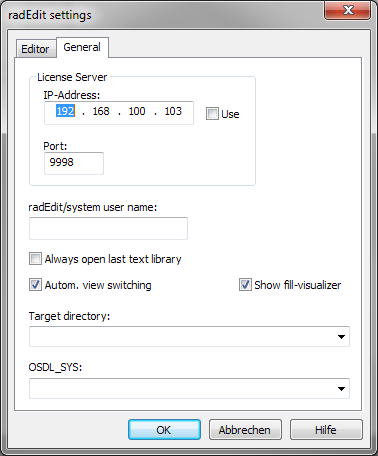 radEdit settings
Editor General
License Server
IP-Address:
192 . 168 . 100 . 103 Use
Port:
9998
radEdit/system user name:
Always open last text library
Autom. view switching Show fill-visualizer
Target directory:
OSDL_SYS:
OK Abbrechen Hilfe